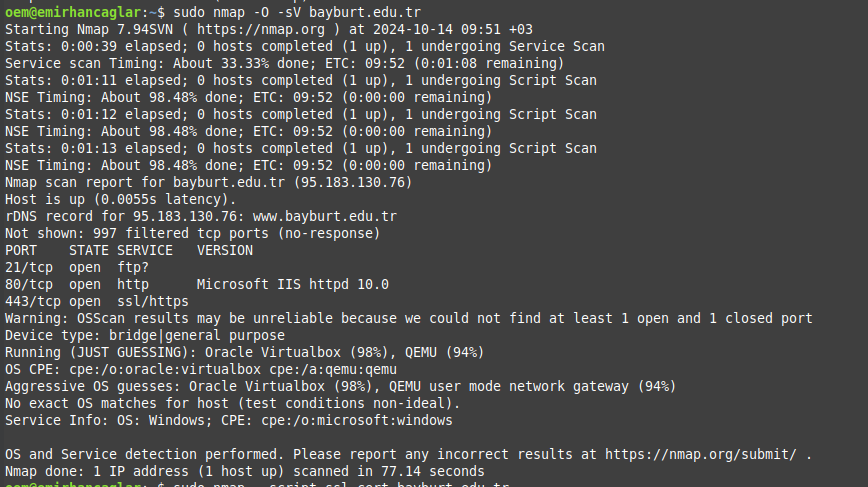 oem@emirhancaglar:~$ sudo nmap -O -sV bayburt.edu.tr
Starting Nmap 7.94SVN ( https://nmap.org ) at 2024-10-14 09:51 +03
Stats: 0:00:39 elapsed; 0 hosts completed (1 up), 1 undergoing Service Scan
Service scan Timing: About 33.33% done; ETC: 09:52 (0:01:08 remaining)
Stats: 0:01:11 elapsed; 0 hosts completed (1 up), 1 undergoing Script Scan
NSE Timing: About 98.48% done; ETC: 09:52 (0:00:00 remaining)
Stats: 0:01:12 elapsed; 0 hosts completed (1 up), 1 undergoing Script Scan
NSE Timing: About 98.48% done; ETC: 09:52 (0:00:00 remaining)
Stats: 0:01:13 elapsed; 0 hosts completed (1 up), 1 undergoing Script Scan
NSE Timing: About 98.48% done; ETC: 09:52 (0:00:00 remaining)
Nmap scan report for bayburt.edu.tr (95.183.130.76)
Host is up (0.0055s latency).
rDNS record for 95.183.130.76: www.bayburt.edu.tr
Not shown: 997 filtered tcp ports (no-response)
PORT    STATE SERVICE   VERSION
21/tcp  open  ftp?
80/tcp  open  http      Microsoft IIS httpd 10.0
443/tcp open  ssl/https
Warning: OSScan results may be unreliable because we could not find at least 1 open and 1 closed port
Device type: bridge|general purpose
Running (JUST GUESSING): Oracle Virtualbox (98%), QEMU (94%)
OS CPE: cpe:/o:oracle:virtualbox cpe:/a:qemu:qemu
Aggressive OS guesses: Oracle Virtualbox (98%), QEMU user mode network gateway (94%)
No exact OS matches for host (test conditions non-ideal).
Service Info: OS: Windows; CPE: cpe:/o:microsoft:windows
OS and Service detection performed. Please report any incorrect results at https://nmap.org/submit/ .
Nmap done: 1 IP address (1 host up) scanned in 77.14 seconds
oem@emirhancaglar:~$ sudo nmap --script ssl-cert bayburt.edu.tr